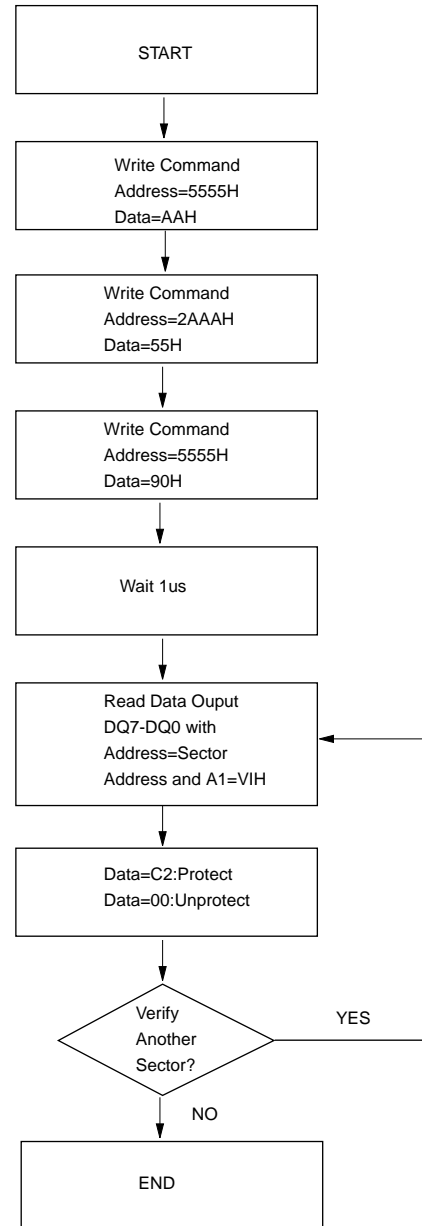 START
Write Command
Address=5555H
Data=AAH
Write Command
Address=2AAAH
Data=55H
Write Command
Address=5555H
Data=90H
Wait 1us
Read Data Ouput
DQ7-DQ0 with
Address=Sector
Address and A1=VIH
Data=C2:Protect
Data=00:Unprotect
Verify
Another
Sector?
YES
NO
END